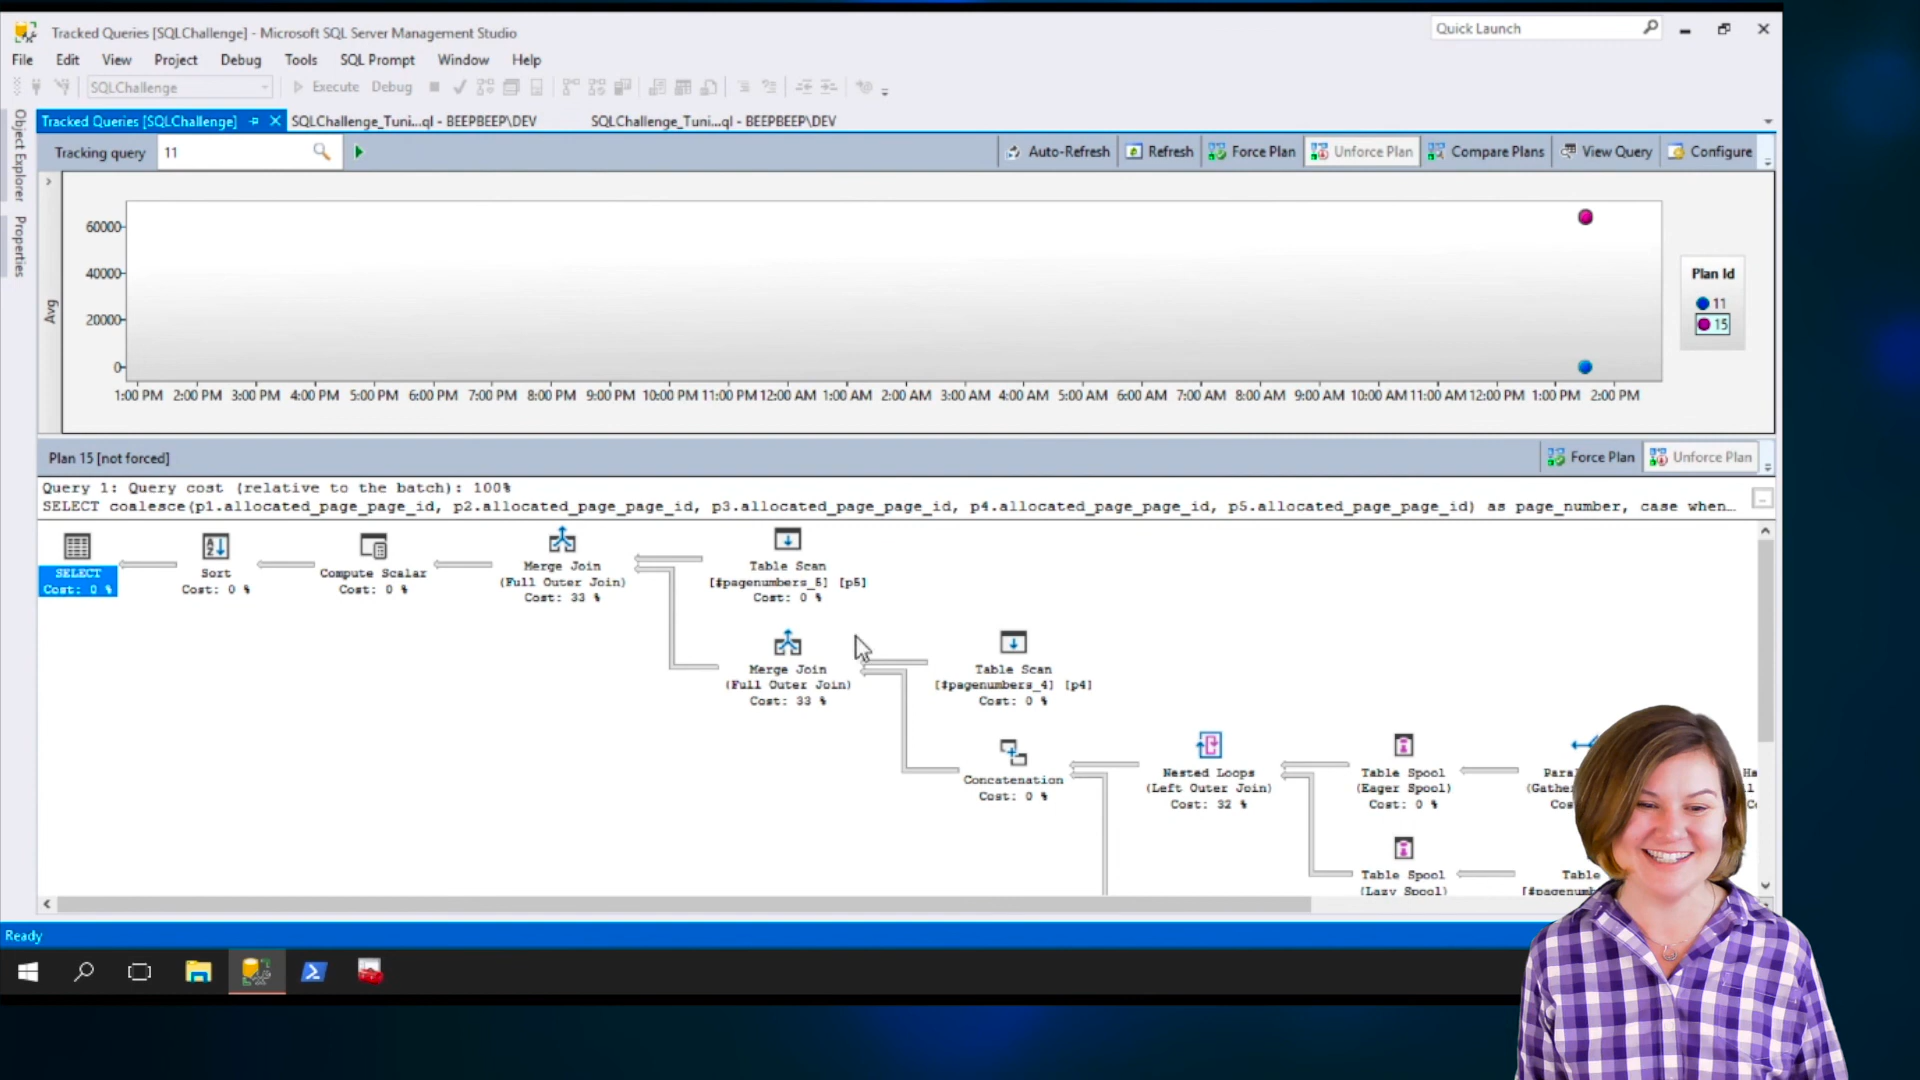 Tracked Queries [SQLChallenge] - Microsoft SQL Server Management Studio
Quick Launch
File Edit View Project Debug Tools SQL Prompt Window Help
SQLChallenge Execute Debug
Object Explorer
Properties
Tracked Queries [SQLChallenge] SQLChallenge_Tuni...ql - BEEPBEEP\DEV SQLChallenge_Tuni...ql - BEEPBEEP\DEV
Tracking query 11 Auto-Refresh Refresh Force Plan Unforce Plan Compare Plans View Query Configure
Avg
60000
40000
20000
0
1:00 PM 2:00 PM 3:00 PM 4:00 PM 5:00 PM 6:00 PM 7:00 PM 8:00 PM 9:00 PM 10:00 PM 11:00 PM 12:00 AM 1:00 AM 2:00 AM 3:00 AM 4:00 AM 5:00 AM 6:00 AM 7:00 AM 8:00 AM 9:00 AM 10:00 AM 11:00 AM 12:00 PM 1:00 PM 2:00 PM
Plan Id
11
15
Plan 15 [not forced] Force Plan Unforce Plan
Query 1: Query cost (relative to the batch): 100%
SELECT coalesce(p1.allocated_page_page_id, p2.allocated_page_page_id, p3.allocated_page_page_id, p4.allocated_page_page_id, p5.allocated_page_page_id) as page_number, case when...
SELECT
Cost: 0 %
Sort
Cost: 0 %
Compute Scalar
Cost: 0 %
Merge Join
(Full Outer Join)
Cost: 33 %
Table Scan
[#pagenumbers_5] [p5]
Cost: 0 %
Merge Join
(Full Outer Join)
Cost: 33 %
Table Scan
[#pagenumbers_4] [p4]
Cost: 0 %
Concatenation
Cost: 0 %
Nested Loops
(Left Outer Join)
Cost: 32 %
Table Spool
(Eager Spool)
Cost: 0 %
Table Spool
(Lazy Spool)
Table
Ready